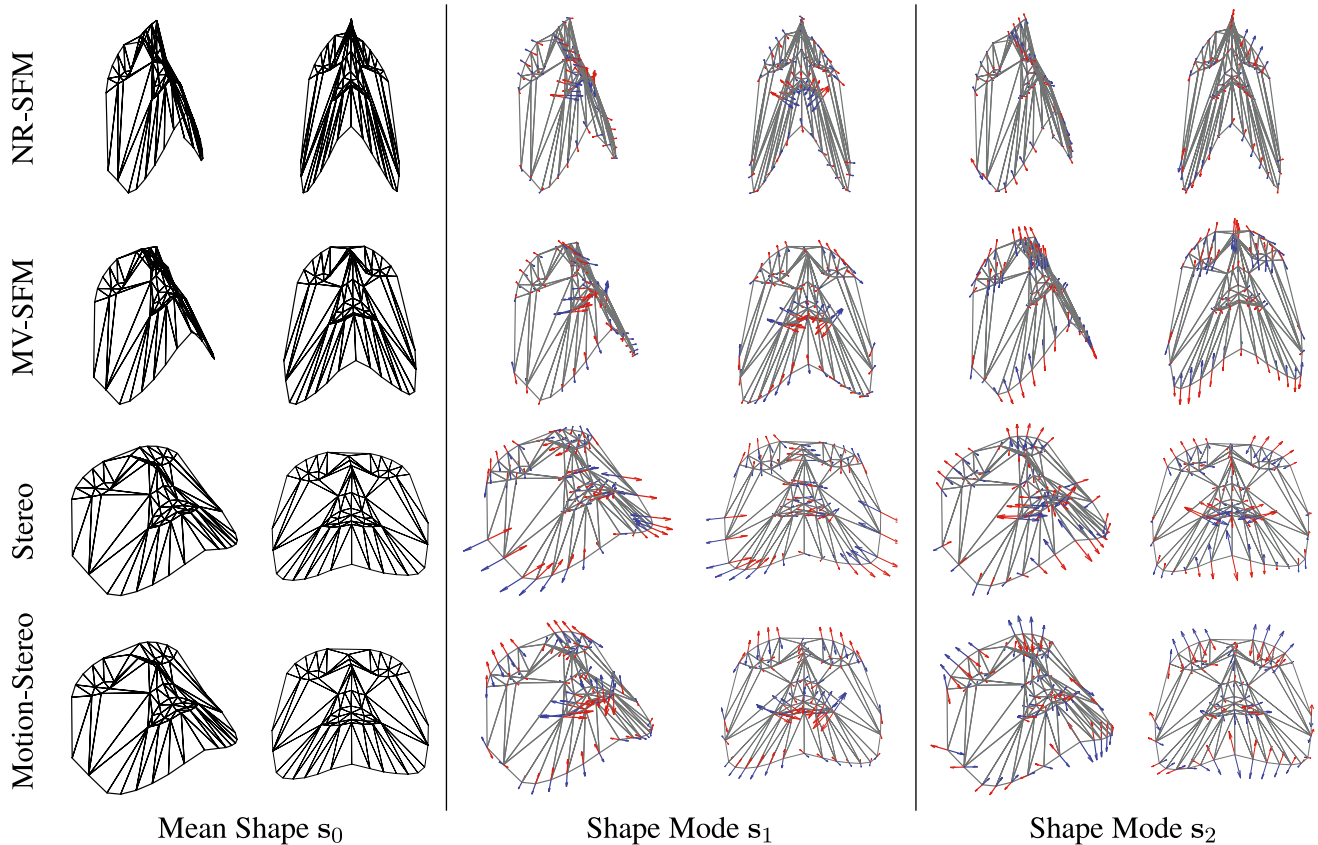 NR-SFM
MV-SFM
Stereo
Motion-Stereo
Mean Shape s₀
Shape Mode s₁
Shape Mode s₂